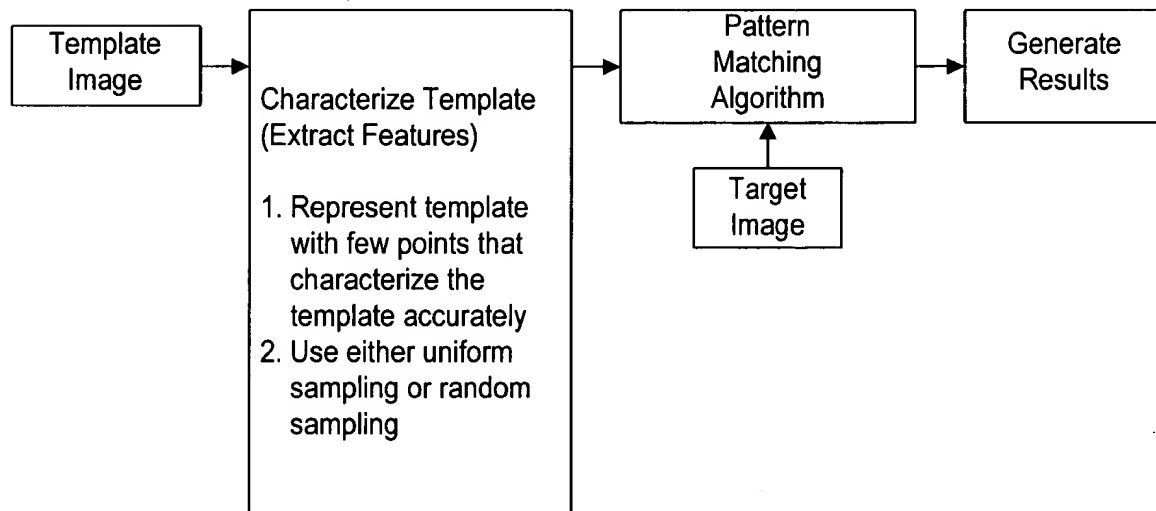 Template
Image
Characterize Template
(Extract Features)
1. Represent template
with few points that
characterize the
template accurately
2. Use either uniform
sampling or random
sampling
Pattern
Matching
Algorithm
Target
Image
Generate
Results